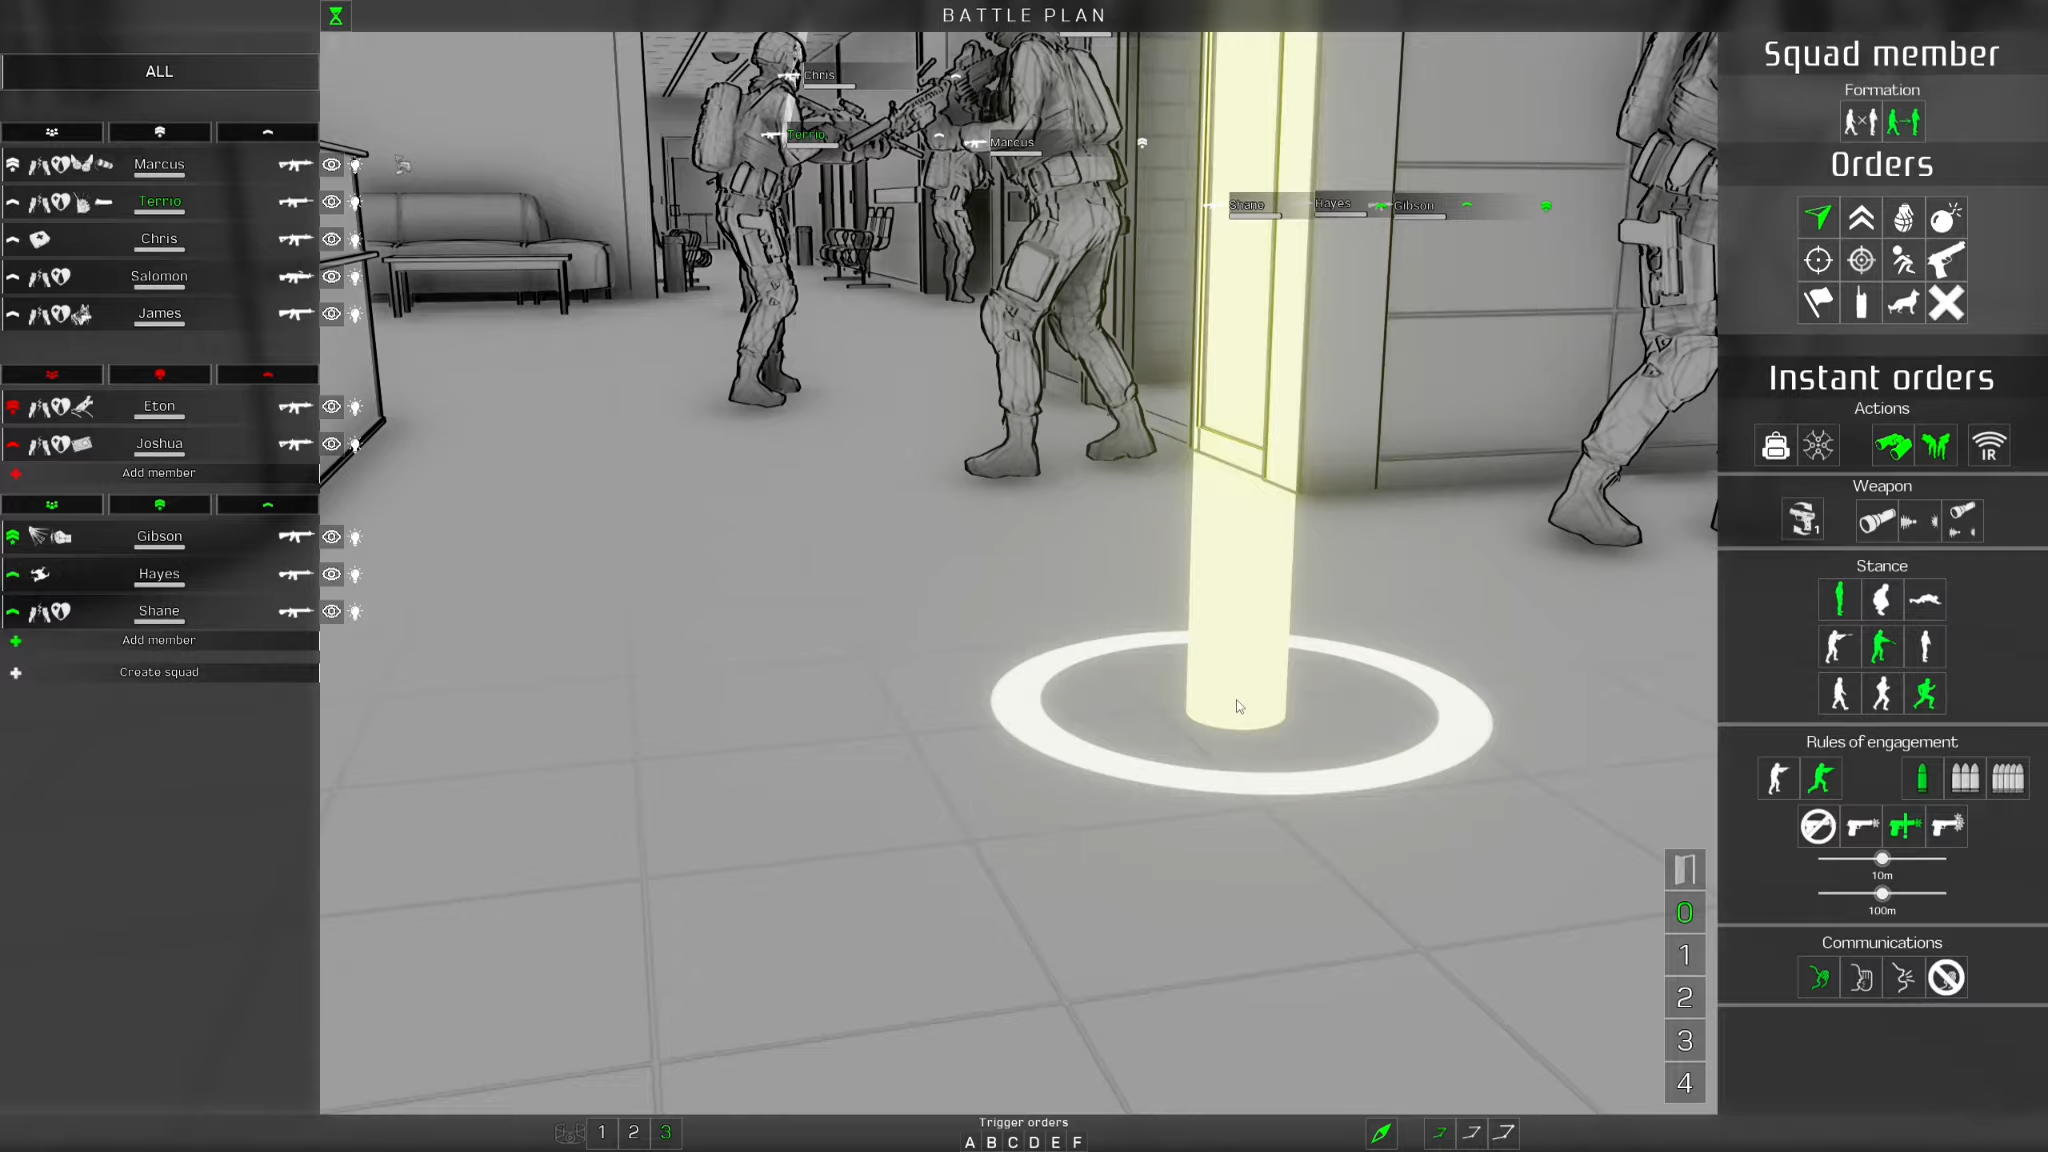 BATTLE PLAN
ALL
Marcus
Terrio
Chris
Salomon
James
Eton
Joshua
Add member
Gibson
Hayes
Shane
Add member
Create squad
Chris
Terrio
Marcus
Shane
Hayes
Gibson
0
1
2
3
4
1 2 3
Trigger orders
A B C D E F
Squad member
Formation
Orders
Instant orders
Actions
IR
Weapon
1
Stance
Rules of engagement
10m
100m
Communications